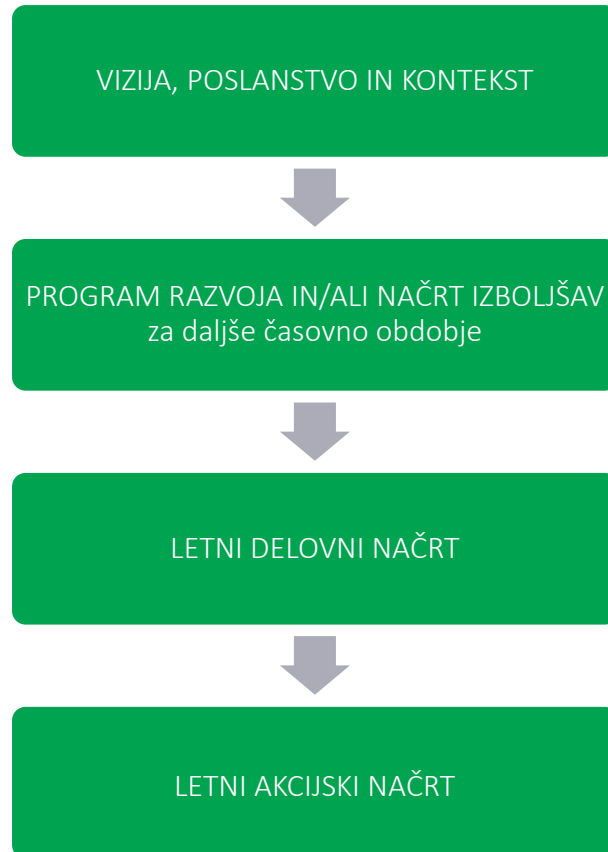 VIZIJA, POSLANSTVO IN KONTEKST
PROGRAM RAZVOJA IN/ALI NAČRT IZBOLJŠAV
za daljše časovno obdobje
LETNI DELOVNI NAČRT
LETNI AKCIJSKI NAČRT